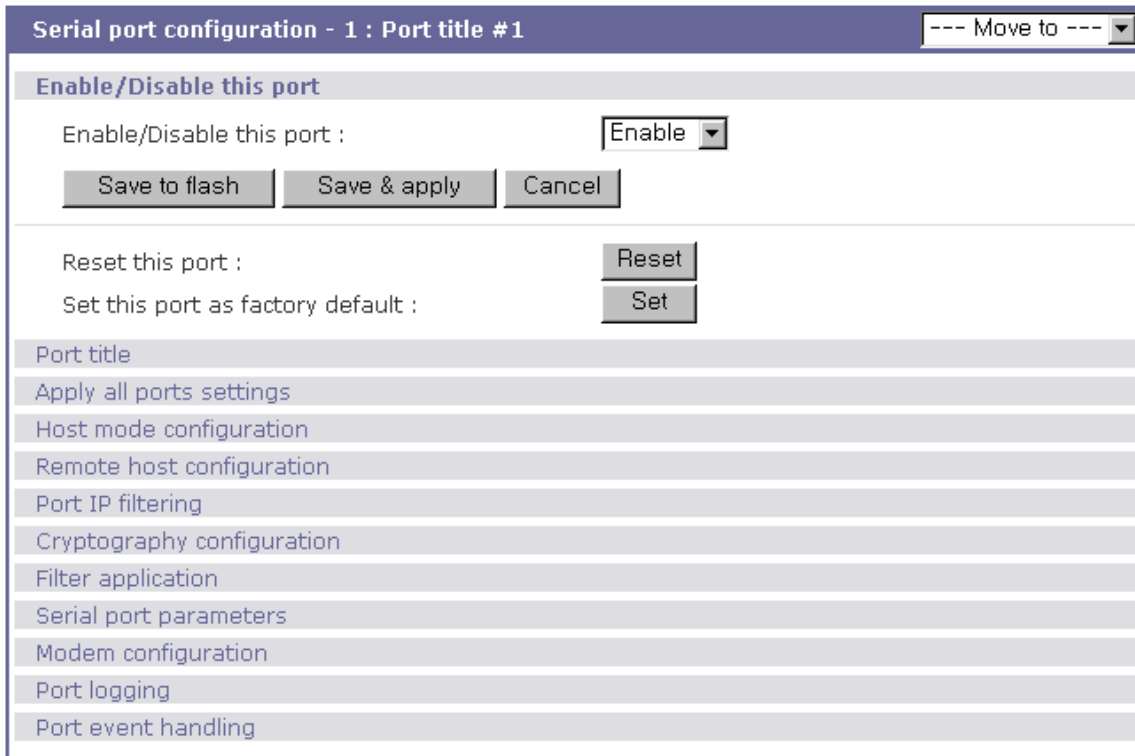 Serial port configuration - 1 : Port title #1 --- Move to ---
Enable/Disable this port
Enable/Disable this port : Enable
Save to flash Save & apply Cancel
Reset this port : Reset
Set this port as factory default : Set
Port title
Apply all ports settings
Host mode configuration
Remote host configuration
Port IP filtering
Cryptography configuration
Filter application
Serial port parameters
Modem configuration
Port logging
Port event handling